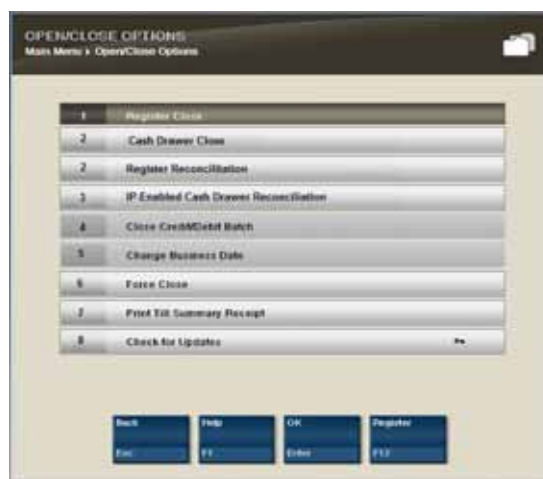 OPEN/CLOSE OPTIONS
Main Menu › Open/Close Options
1 Register Close
2 Cash Drawer Close
2 Register Reconciliation
3 IP Enabled Cash Drawer Reconciliation
4 Close Credit/Debit Batch
5 Change Business Date
6 Force Close
7 Print Till Summary Receipt
8 Check for Updates
Back Help OK Register
Esc F1 Enter F12